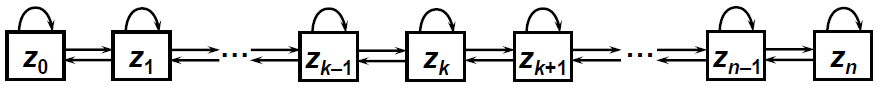 z0 z1 ... zk–1 zk zk+1 ... zn–1 zn